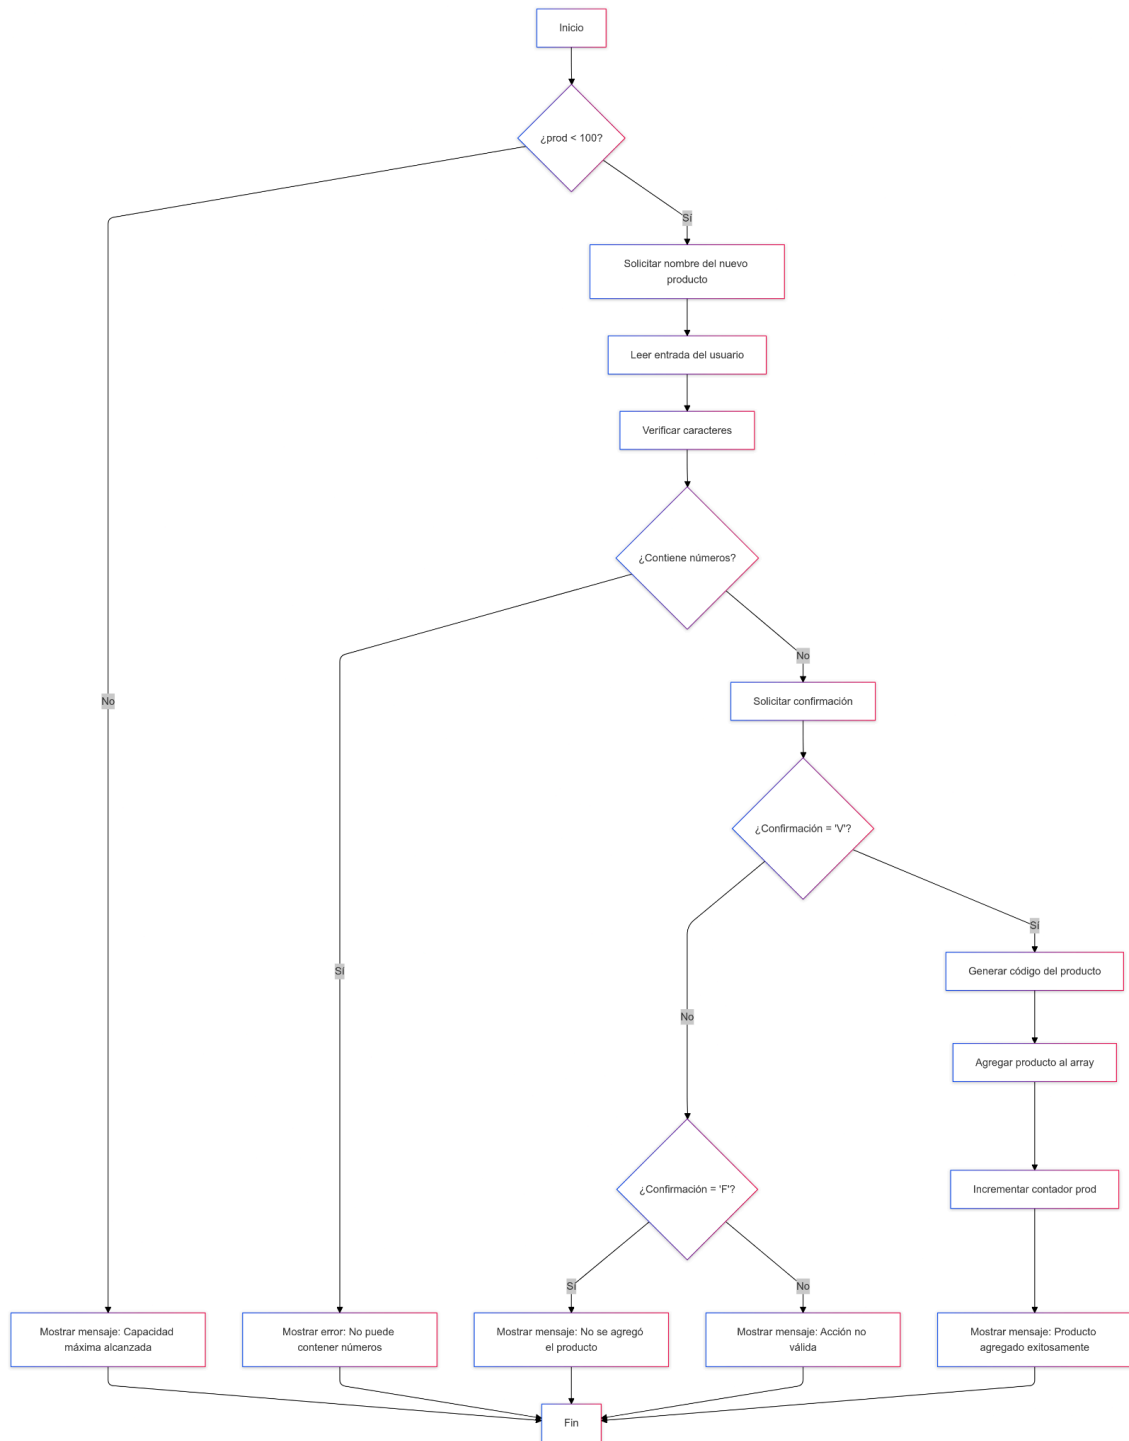 Inicio
¿prod < 100?
Sí
Solicitar nombre del nuevo
producto
Leer entrada del usuario
Verificar caracteres
¿Contiene números?
No
No
Solicitar confirmación
¿Confirmación = 'V'?
Sí
Sí
Generar código del producto
No
Agregar producto al array
¿Confirmación = 'F'?
Incrementar contador prod
Sí
No
Mostrar mensaje: Capacidad
máxima alcanzada
Mostrar error: No puede
contener números
Mostrar mensaje: No se agregó
el producto
Mostrar mensaje: Acción no
válida
Mostrar mensaje: Producto
agregado exitosamente
Fin